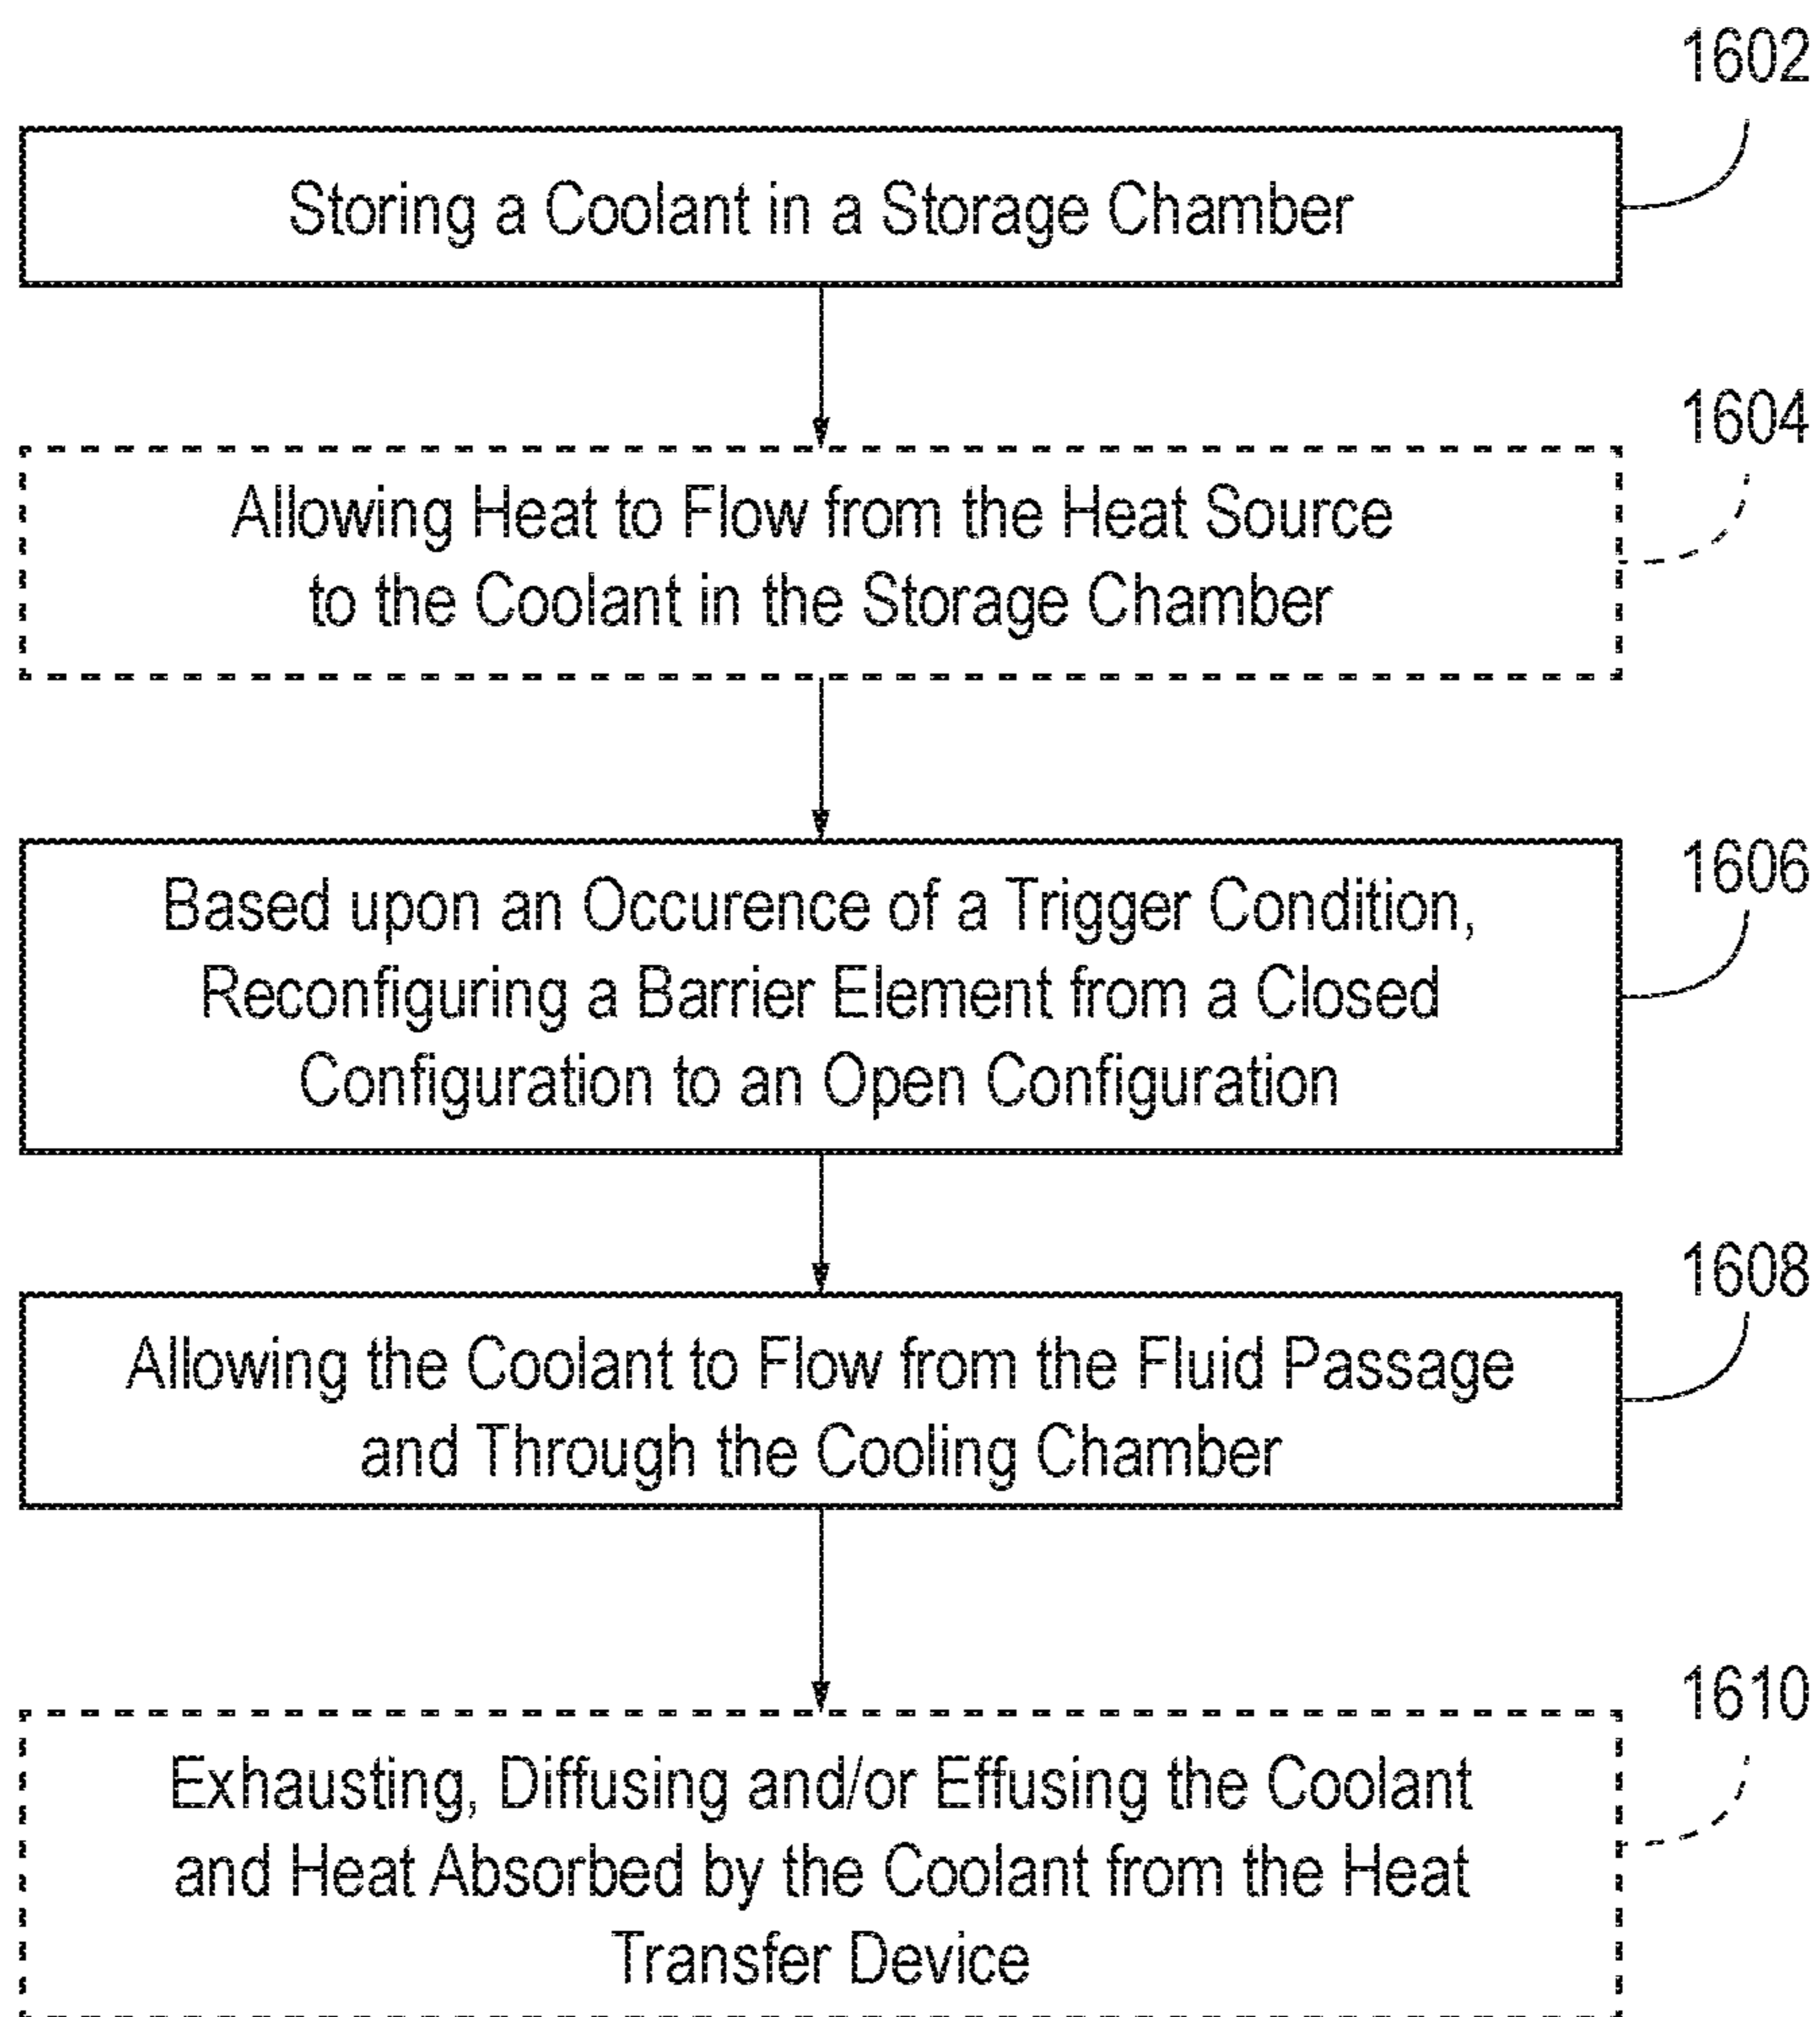 1602
Storing a Coolant in a Storage Chamber
1604
Allowing Heat to Flow from the Heat Source
to the Coolant in the Storage Chamber
1606
Based upon an Occurence of a Trigger Condition,
Reconfiguring a Barrier Element from a Closed
Configuration to an Open Configuration
1608
Allowing the Coolant to Flow from the Fluid Passage
and Through the Cooling Chamber
1610
Exhausting, Diffusing and/or Effusing the Coolant
and Heat Absorbed by the Coolant from the Heat
Transfer Device